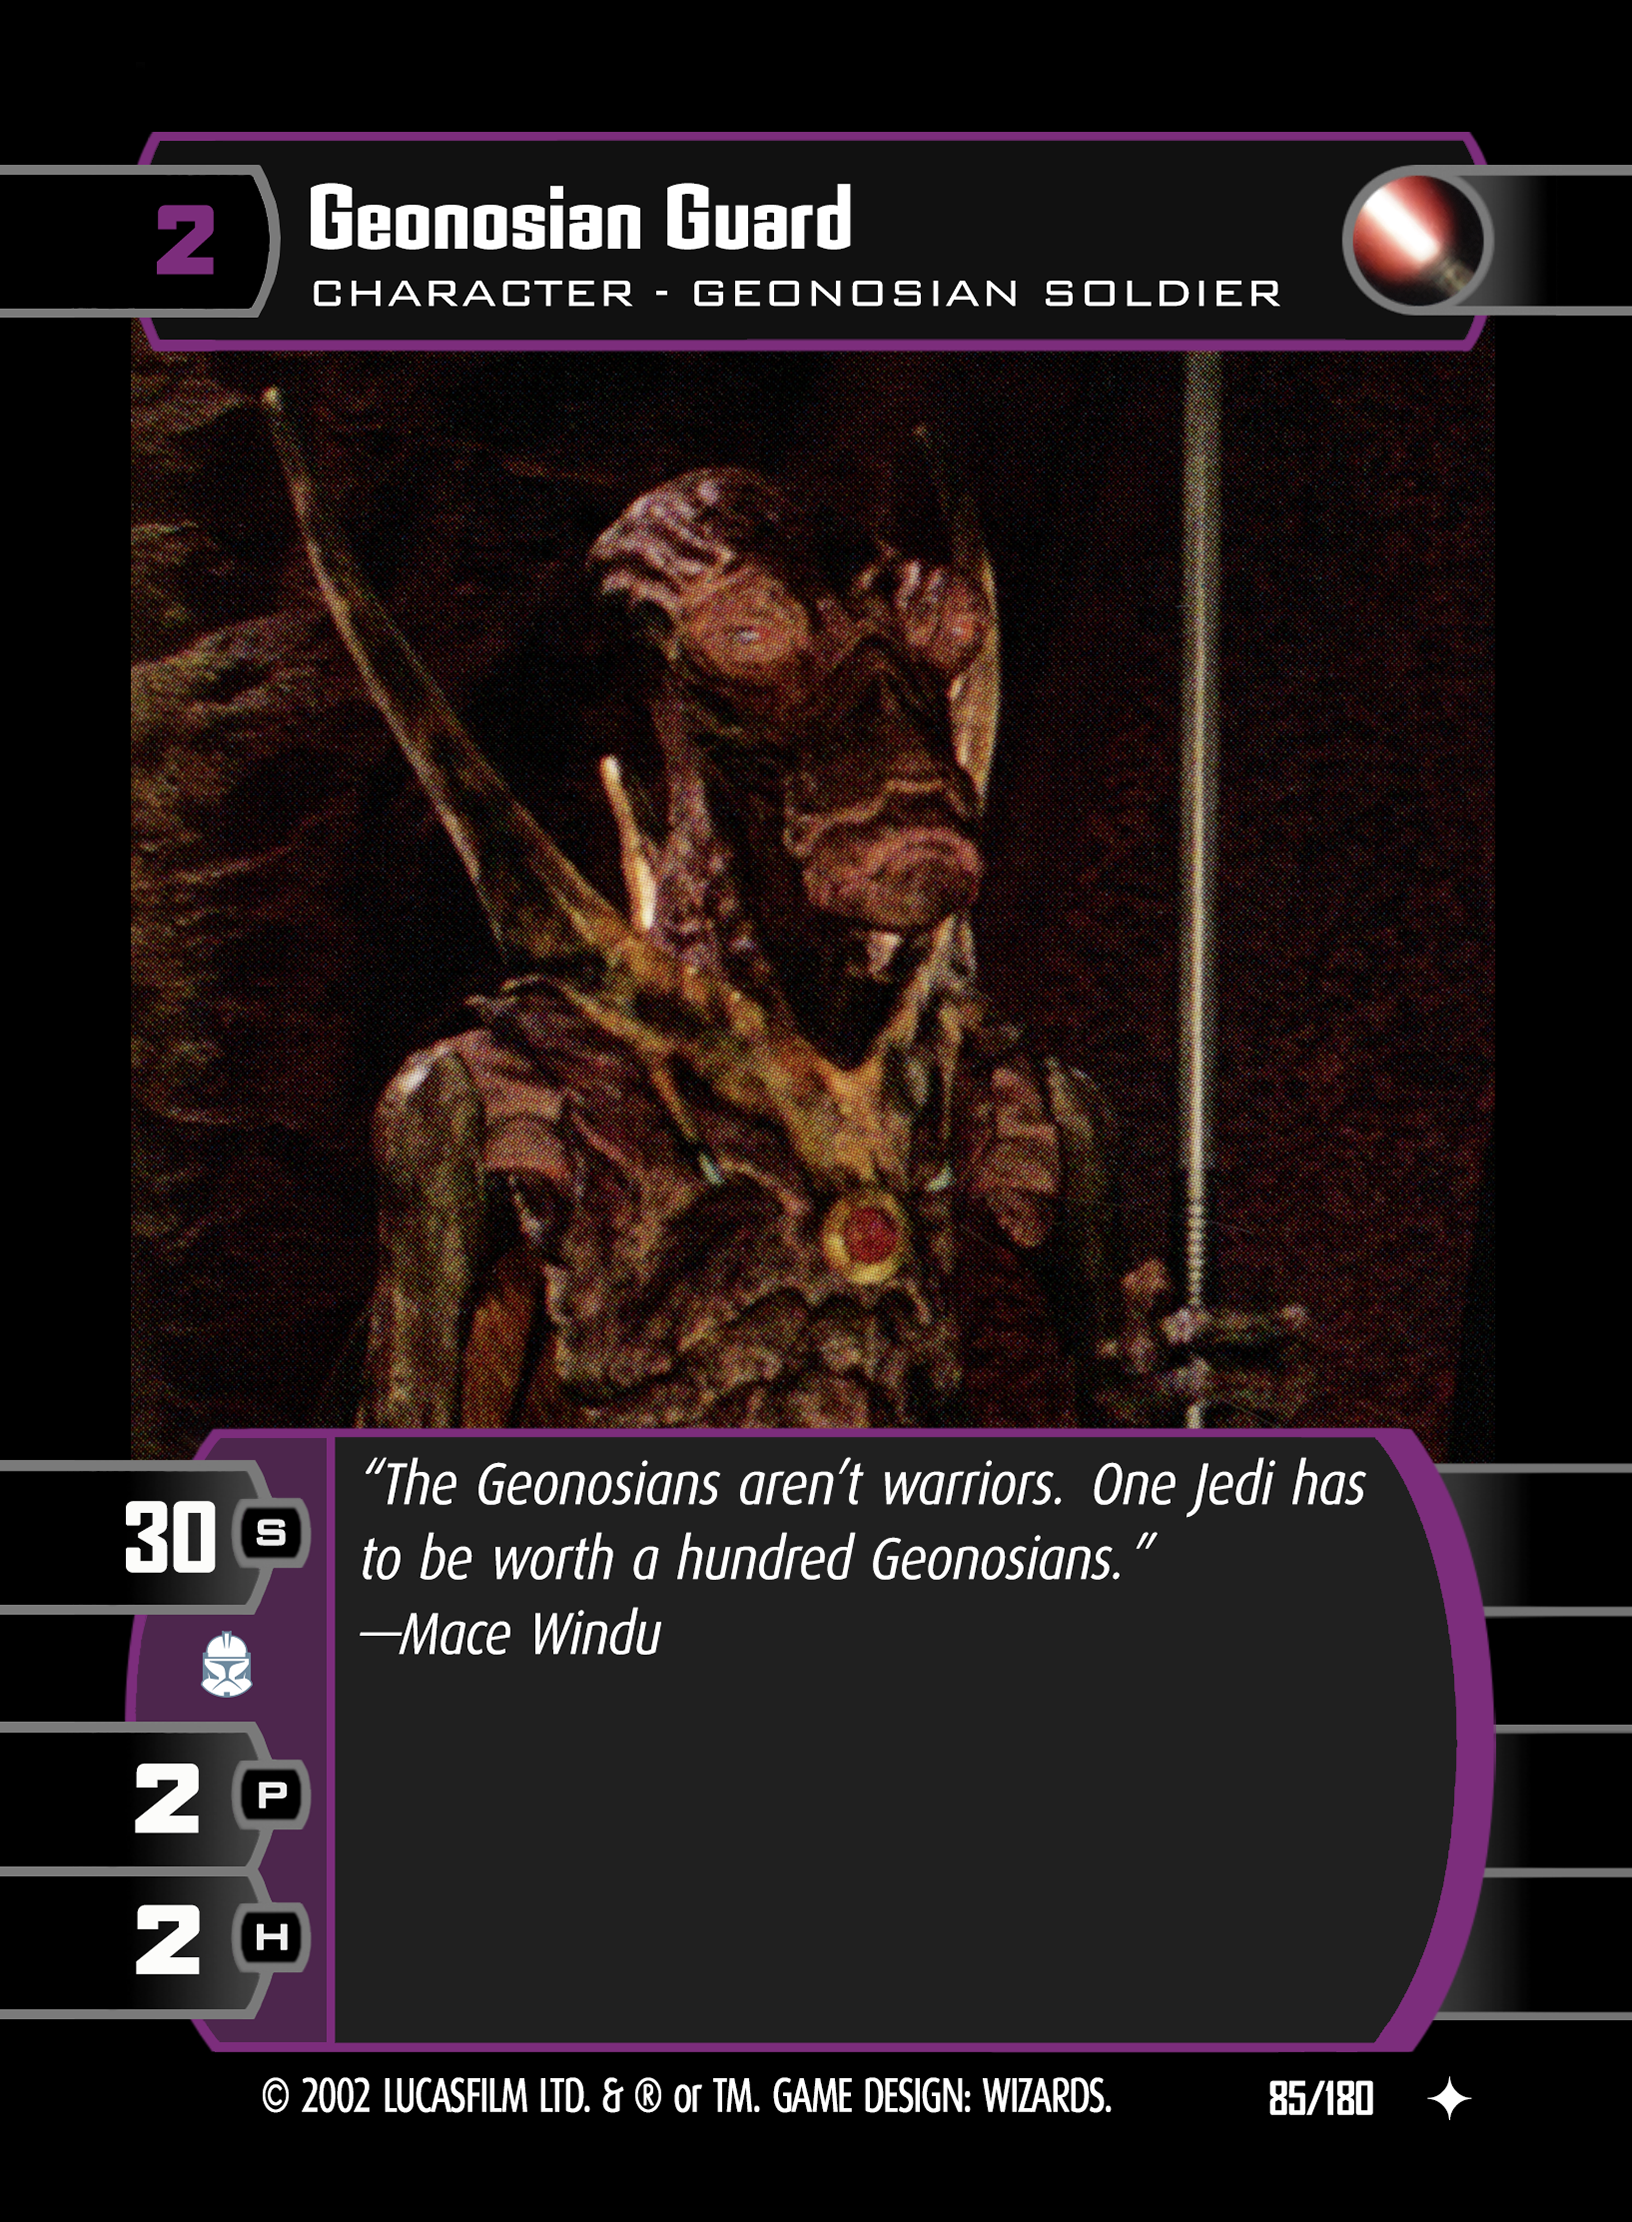 2
Geonosian Guard
CHARACTER - GEONOSIAN SOLDIER
30 S
“The Geonosians aren’t warriors.  One Jedi has
to be worth a hundred Geonosians.”
—Mace Windu
2 P
2 H
© 2002 LUCASFILM LTD. & ® or TM. GAME DESIGN: WIZARDS.
85/180